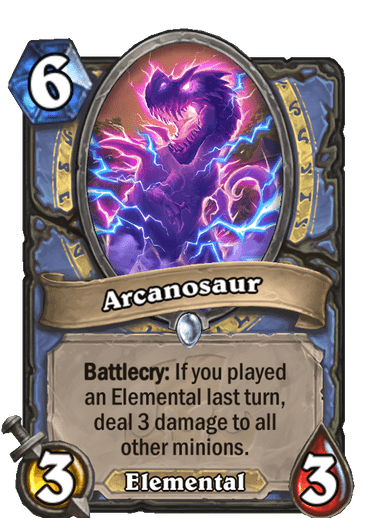 6
Arcanosaur
Battlecry: If you played
an Elemental last turn,
deal 3 damage to all
other minions.
3
Elemental
3